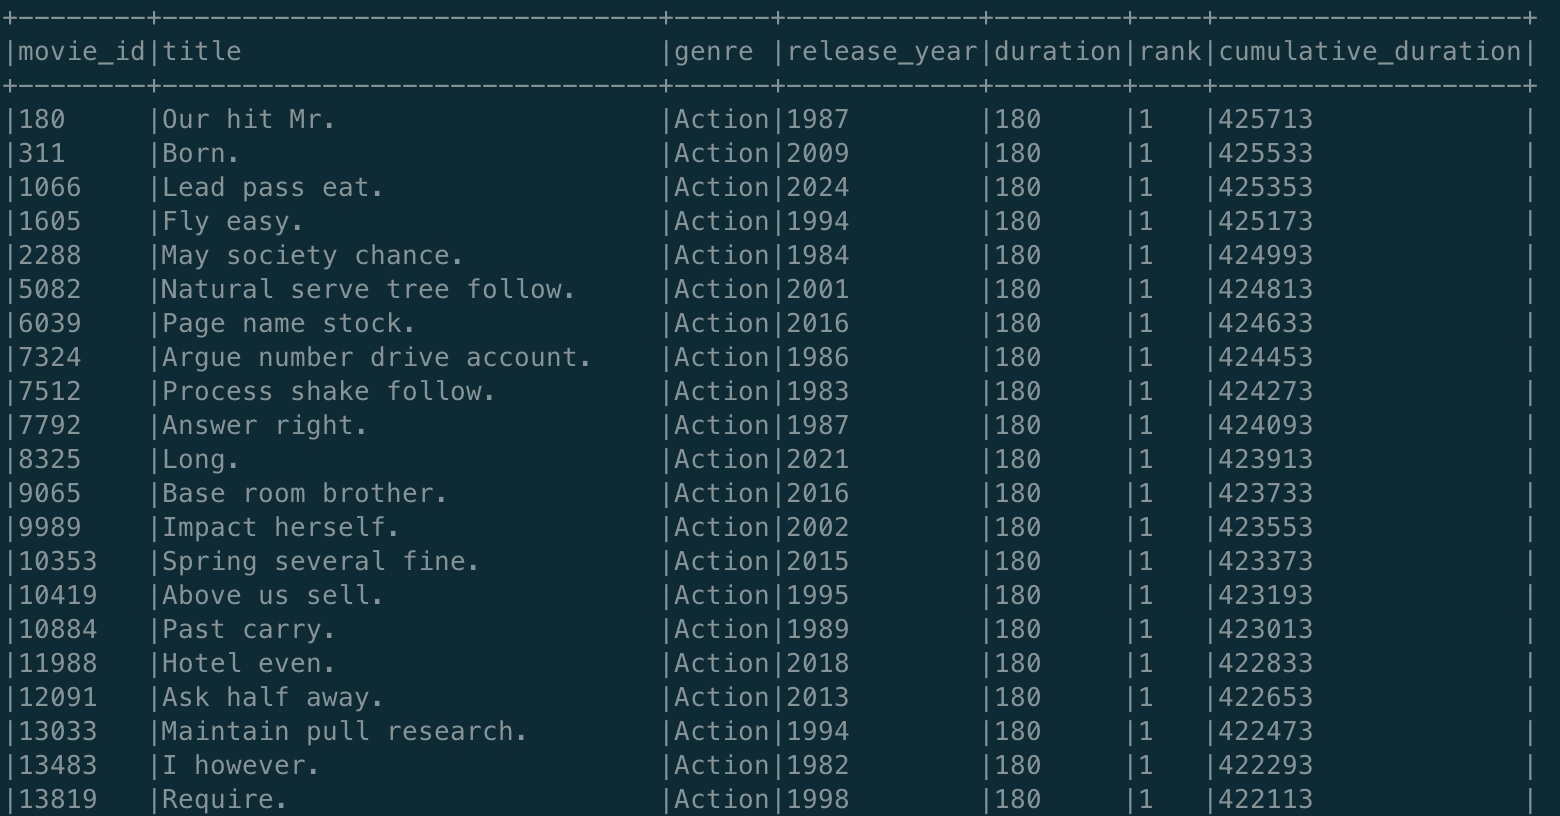 +--------+-------------------------------+------+------------+--------+----+-------------------+
|movie_id|title                          |genre |release_year|duration|rank|cumulative_duration|
+--------+-------------------------------+------+------------+--------+----+-------------------+
|180     |Our hit Mr.                    |Action|1987        |180     |1   |425713             |
|311     |Born.                          |Action|2009        |180     |1   |425533             |
|1066    |Lead pass eat.                 |Action|2024        |180     |1   |425353             |
|1605    |Fly easy.                      |Action|1994        |180     |1   |425173             |
|2288    |May society chance.            |Action|1984        |180     |1   |424993             |
|5082    |Natural serve tree follow.     |Action|2001        |180     |1   |424813             |
|6039    |Page name stock.               |Action|2016        |180     |1   |424633             |
|7324    |Argue number drive account.    |Action|1986        |180     |1   |424453             |
|7512    |Process shake follow.          |Action|1983        |180     |1   |424273             |
|7792    |Answer right.                  |Action|1987        |180     |1   |424093             |
|8325    |Long.                          |Action|2021        |180     |1   |423913             |
|9065    |Base room brother.             |Action|2016        |180     |1   |423733             |
|9989    |Impact herself.                |Action|2002        |180     |1   |423553             |
|10353   |Spring several fine.           |Action|2015        |180     |1   |423373             |
|10419   |Above us sell.                 |Action|1995        |180     |1   |423193             |
|10884   |Past carry.                    |Action|1989        |180     |1   |423013             |
|11988   |Hotel even.                    |Action|2018        |180     |1   |422833             |
|12091   |Ask half away.                 |Action|2013        |180     |1   |422653             |
|13033   |Maintain pull research.        |Action|1994        |180     |1   |422473             |
|13483   |I however.                     |Action|1982        |180     |1   |422293             |
|13819   |Require.                       |Action|1998        |180     |1   |422113             |